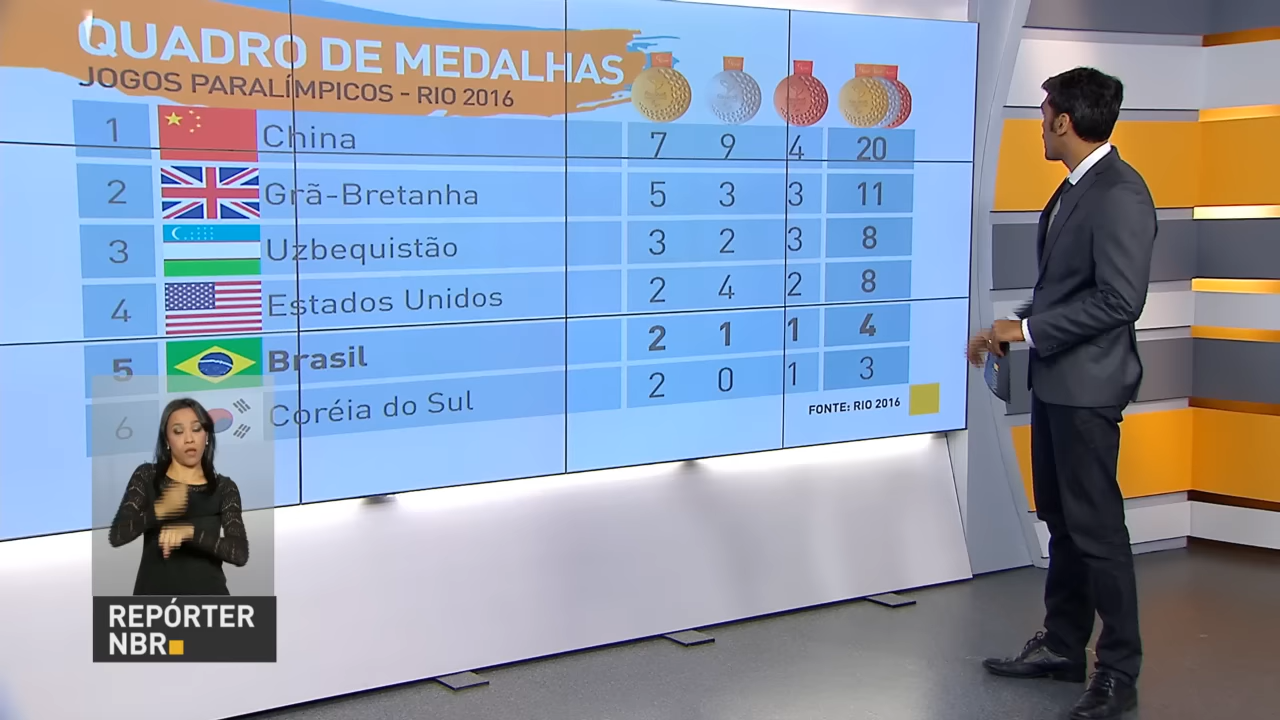 QUADRO DE MEDALHAS
JOGOS PARALÍMPICOS - RIO 2016
1 China 7 9 4 20
2 Grã-Bretanha 5 3 3 11
3 Uzbequistão 3 2 3 8
4 Estados Unidos 2 4 2 8
5 Brasil 2 1 1 4
6 Coréia do Sul 2 0 1 3
FONTE: RIO 2016
REPÓRTER
NBR